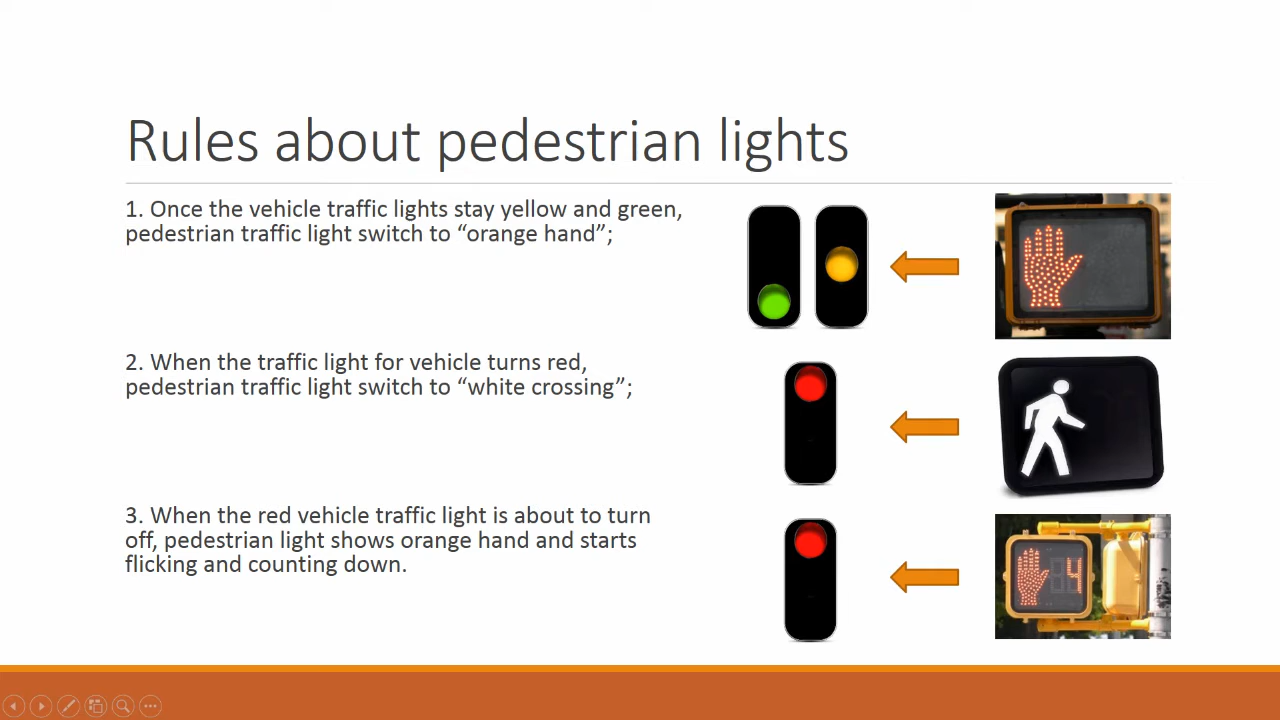 Rules about pedestrian lights
1. Once the vehicle traffic lights stay yellow and green,
pedestrian traffic light switch to “orange hand”;
2. When the traffic light for vehicle turns red,
pedestrian traffic light switch to “white crossing”;
3. When the red vehicle traffic light is about to turn
off, pedestrian light shows orange hand and starts
flicking and counting down.
4